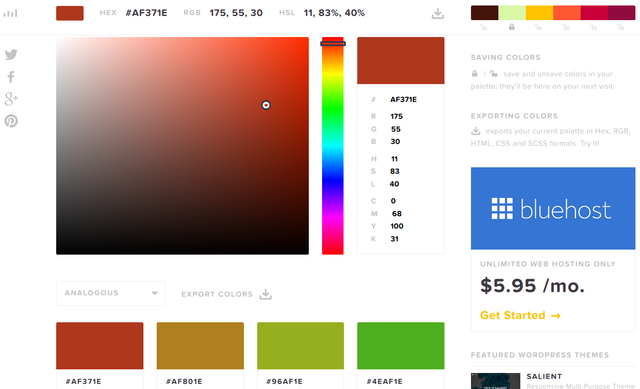 HEX #AF371E RGB 175, 55, 30 HSL 11, 83%, 40%
# AF371E
R 175
G 55
B 30
H 11
S 83
L 40
C 0
M 68
Y 100
K 31
ANALOGOUS
EXPORT COLORS
#AF371E
#AF801E
#96AF1E
#4EAF1E
SAVING COLORS
/ save and unsave colors in your
palette; they'll be here on your next visit.
EXPORTING COLORS
exports your current palette in Hex, RGB,
HTML, CSS and SCSS formats. Try it!
bluehost
UNLIMITED WEB HOSTING ONLY
$5.95 /mo.
Get Started →
FEATURED WORDPRESS THEMES
SALIENT
Responsive Multi-Purpose Theme